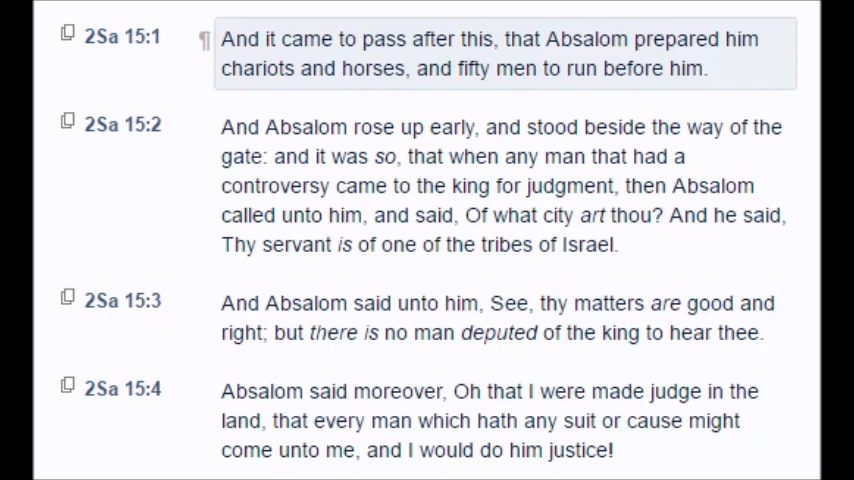 2Sa 15:1 ¶ And it came to pass after this, that Absalom prepared him
chariots and horses, and fifty men to run before him.
2Sa 15:2 And Absalom rose up early, and stood beside the way of the
gate: and it was so, that when any man that had a
controversy came to the king for judgment, then Absalom
called unto him, and said, Of what city art thou? And he said,
Thy servant is of one of the tribes of Israel.
2Sa 15:3 And Absalom said unto him, See, thy matters are good and
right; but there is no man deputed of the king to hear thee.
2Sa 15:4 Absalom said moreover, Oh that I were made judge in the
land, that every man which hath any suit or cause might
come unto me, and I would do him justice!